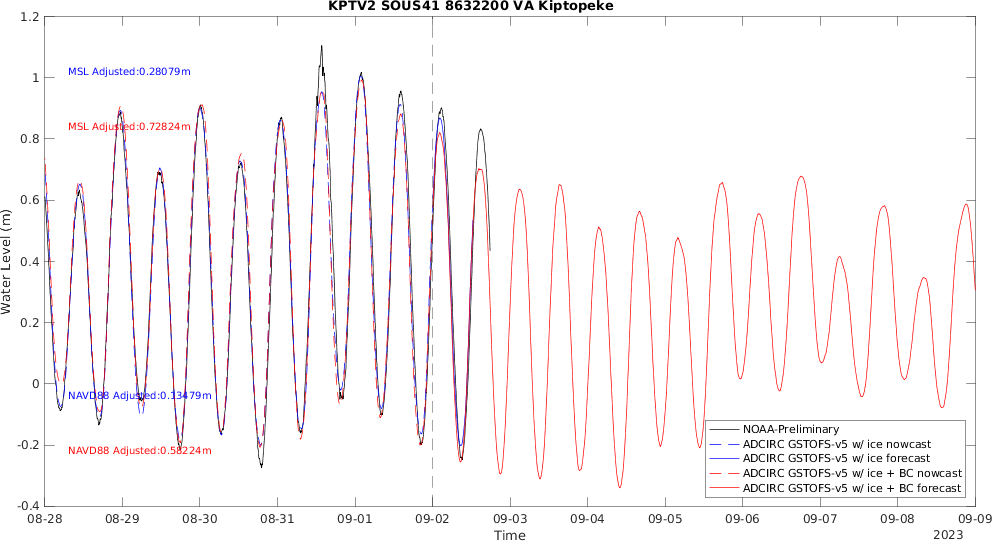 KPTV2 SOUS41 8632200 VA Kiptopeke
1.2
1
0.8
0.6
0.4
0.2
0
-0.2
-0.4
Water Level (m)
MSL Adjusted:0.28079m
MSL Adjusted:0.72824m
NAVD88 Adjusted:0.13479m
NAVD88 Adjusted:0.58224m
NOAA-Preliminary
ADCIRC GSTOFS-v5 w/ ice nowcast
ADCIRC GSTOFS-v5 w/ ice forecast
ADCIRC GSTOFS-v5 w/ ice + BC nowcast
ADCIRC GSTOFS-v5 w/ ice + BC forecast
08-28 08-29 08-30 08-31 09-01 09-02 09-03 09-04 09-05 09-06 09-07 09-08 09-09
Time
2023